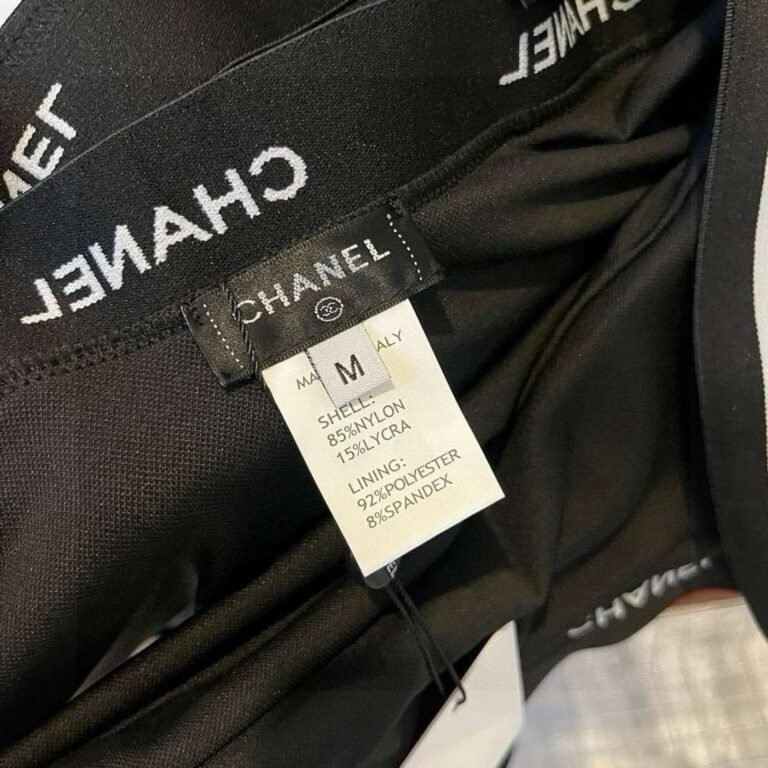 CHANEL
CHANEL
CHANEL
CHANEL
M
SHELL:
85%NYLON
15%LYCRA
LINING:
92%POLYESTER
8%SPANDEX
CHANEL